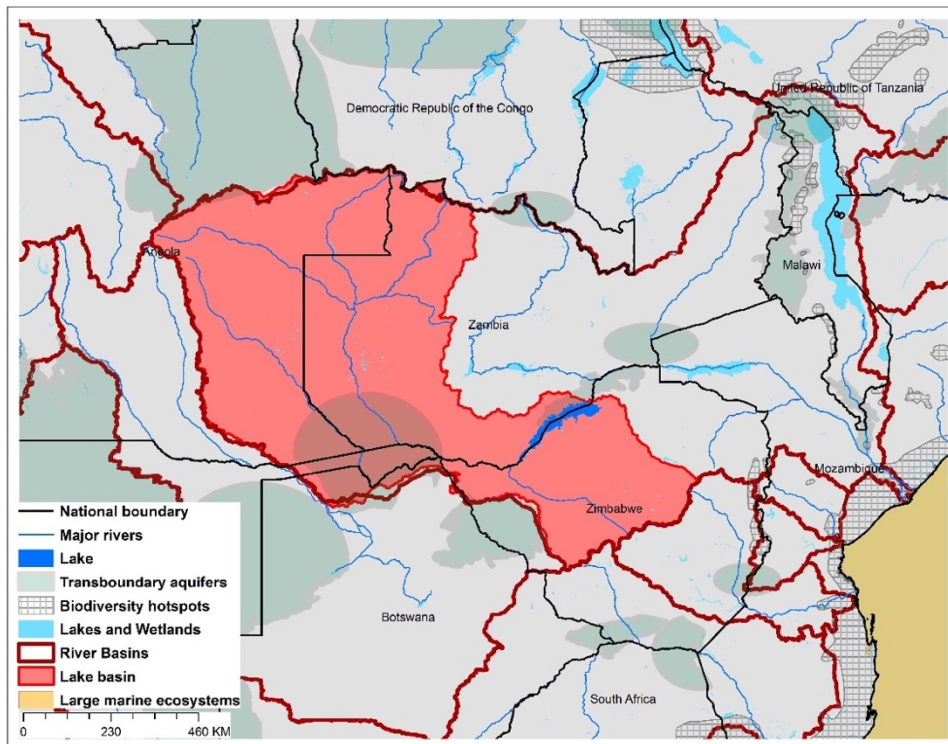 Democratic Republic of the Congo
United Republic of Tanzania
Angola
Malawi
Zambia
Mozambique
Zimbabwe
Botswana
South Africa
National boundary
Major rivers
Lake
Transboundary aquifers
Biodiversity hotspots
Lakes and Wetlands
River Basins
Lake basin
Large marine ecosystems
0 230 460 KM